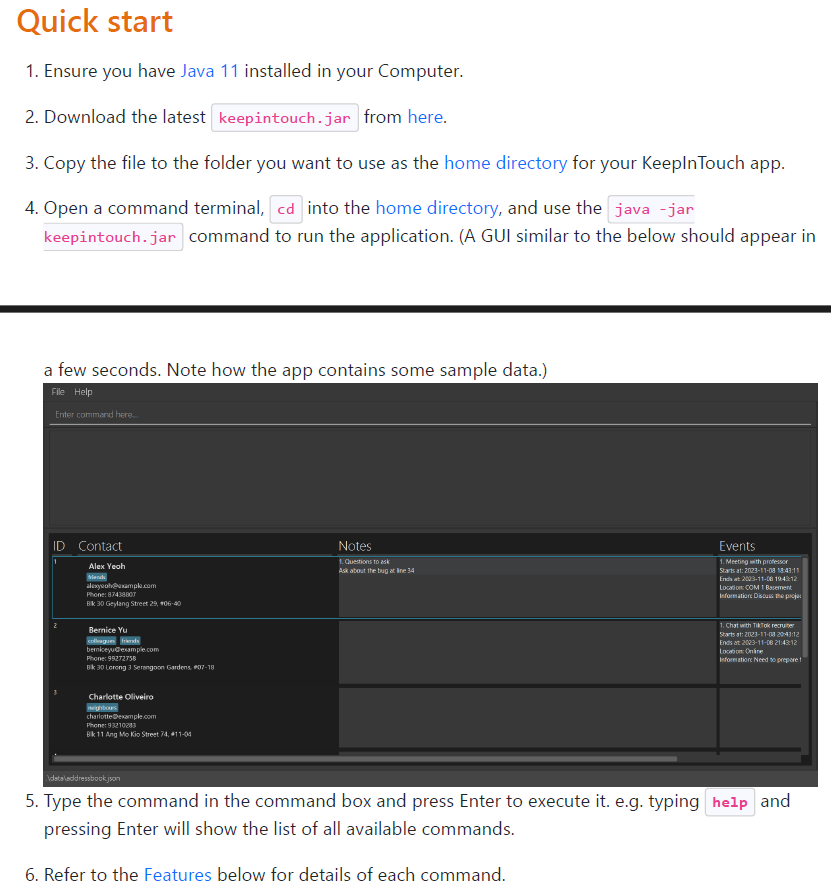 Quick start
1. Ensure you have Java 11 installed in your Computer.
2. Download the latest keepintouch.jar from here.
3. Copy the file to the folder you want to use as the home directory for your KeepInTouch app.
4. Open a command terminal, cd into the home directory, and use the java -jar
keepintouch.jar command to run the application. (A GUI similar to the below should appear in
a few seconds. Note how the app contains some sample data.)
File Help
Enter command here...
ID Contact Notes Events
1
Alex Yeoh
friends
alexyeoh@example.com
Phone: 87438807
Blk 30 Geylang Street 29, #06-40
1. Questions to ask
Ask about the bug at line 34
1. Meeting with professor
Starts at: 2023-11-08 18:43:11
Ends at: 2023-11-08 19:43:12
Location: COM 1 Basement
Information: Discuss the projec
2
Bernice Yu
colleagues friends
berniceyu@example.com
Phone: 99272758
Blk 30 Lorong 3 Serangoon Gardens, #07-18
1. Chat with TikTok recruiter
Starts at: 2023-11-08 20:43:12
Ends at: 2023-11-08 21:43:12
Location: Online
Information: Need to prepare
3
Charlotte Oliveiro
neighbours
charlotte@example.com
Phone: 93210283
Blk 11 Ang Mo Kio Street 74, #11-04
.\data\addressbook.json
5. Type the command in the command box and press Enter to execute it. e.g. typing help and
pressing Enter will show the list of all available commands.
6. Refer to the Features below for details of each command.